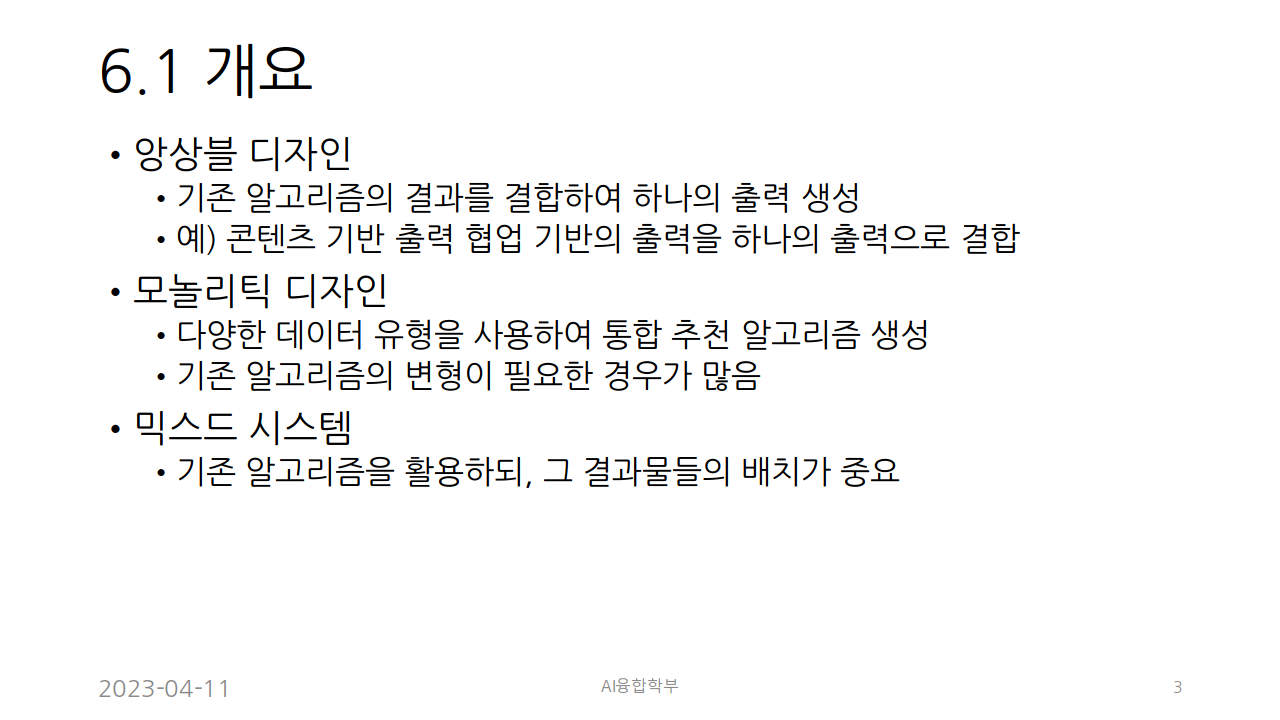 6.1 개요
• 앙상블 디자인
• 기존 알고리즘의 결과를 결합하여 하나의 출력 생성
• 예) 콘텐츠 기반 출력 협업 기반의 출력을 하나의 출력으로 결합
• 모놀리틱 디자인
• 다양한 데이터 유형을 사용하여 통합 추천 알고리즘 생성
• 기존 알고리즘의 변형이 필요한 경우가 많음
• 믹스드 시스템
• 기존 알고리즘을 활용하되, 그 결과물들의 배치가 중요
2023-04-11
AI융합학부
3